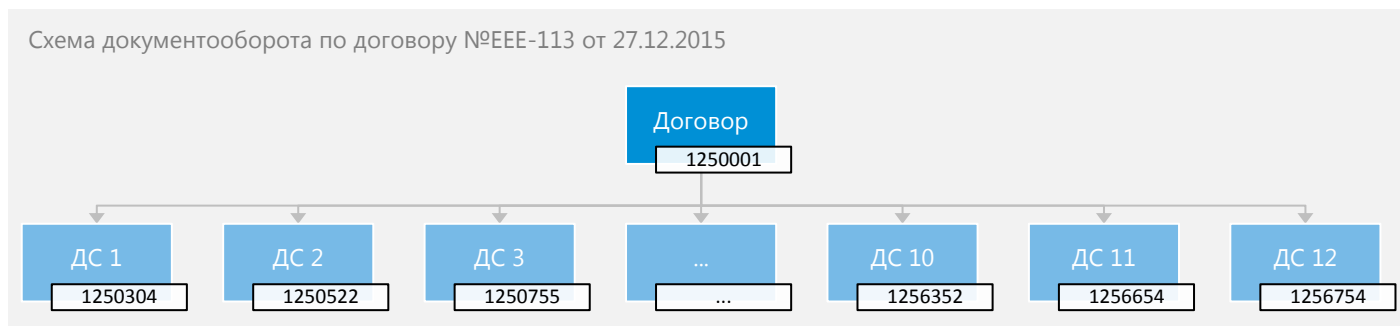 Схема документооборота по договору №EEE-113 от 27.12.2015
Договор
1250001
ДС 1
1250304
ДС 2
1250522
ДС 3
1250755
...
...
ДС 10
1256352
ДС 11
1256654
ДС 12
1256754